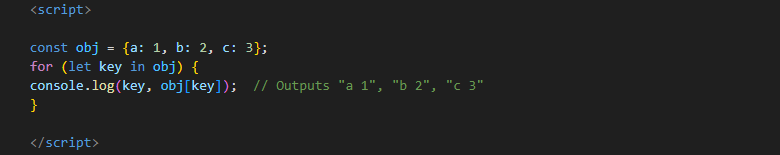 <script>
const obj = {a: 1, b: 2, c: 3};
for (let key in obj) {
console.log(key, obj[key]);  // Outputs "a 1", "b 2", "c 3"
}
</script>